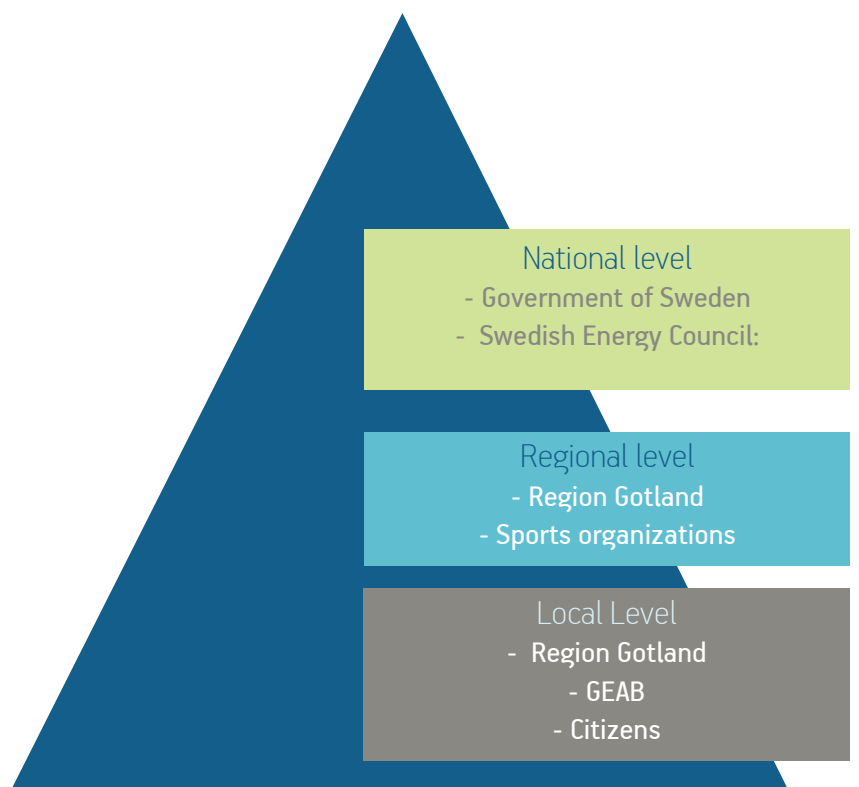 National level
- Government of Sweden
- Swedish Energy Council:
Regional level
- Region Gotland
- Sports organizations
Local Level
- Region Gotland
- GEAB
- Citizens